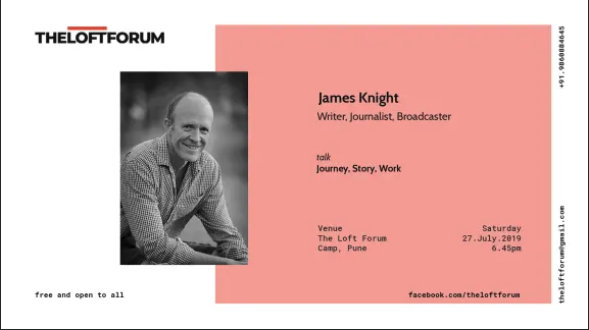 THELOFTFORUM
James Knight
Writer, Journalist, Broadcaster
talk
Journey, Story, Work
Venue
The Loft Forum
Camp, Pune
Saturday
27.July.2019
6.45pm
free and open to all
facebook.com/theloftforum
+91.9860884645
theloftforum@gmail.com